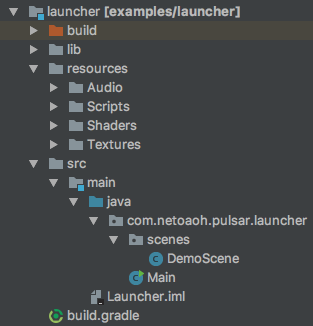 launcher [examples/launcher]
build
lib
resources
Audio
Scripts
Shaders
Textures
src
main
java
com.netoaoh.pulsar.launcher
scenes
DemoScene
Main
Launcher.iml
build.gradle